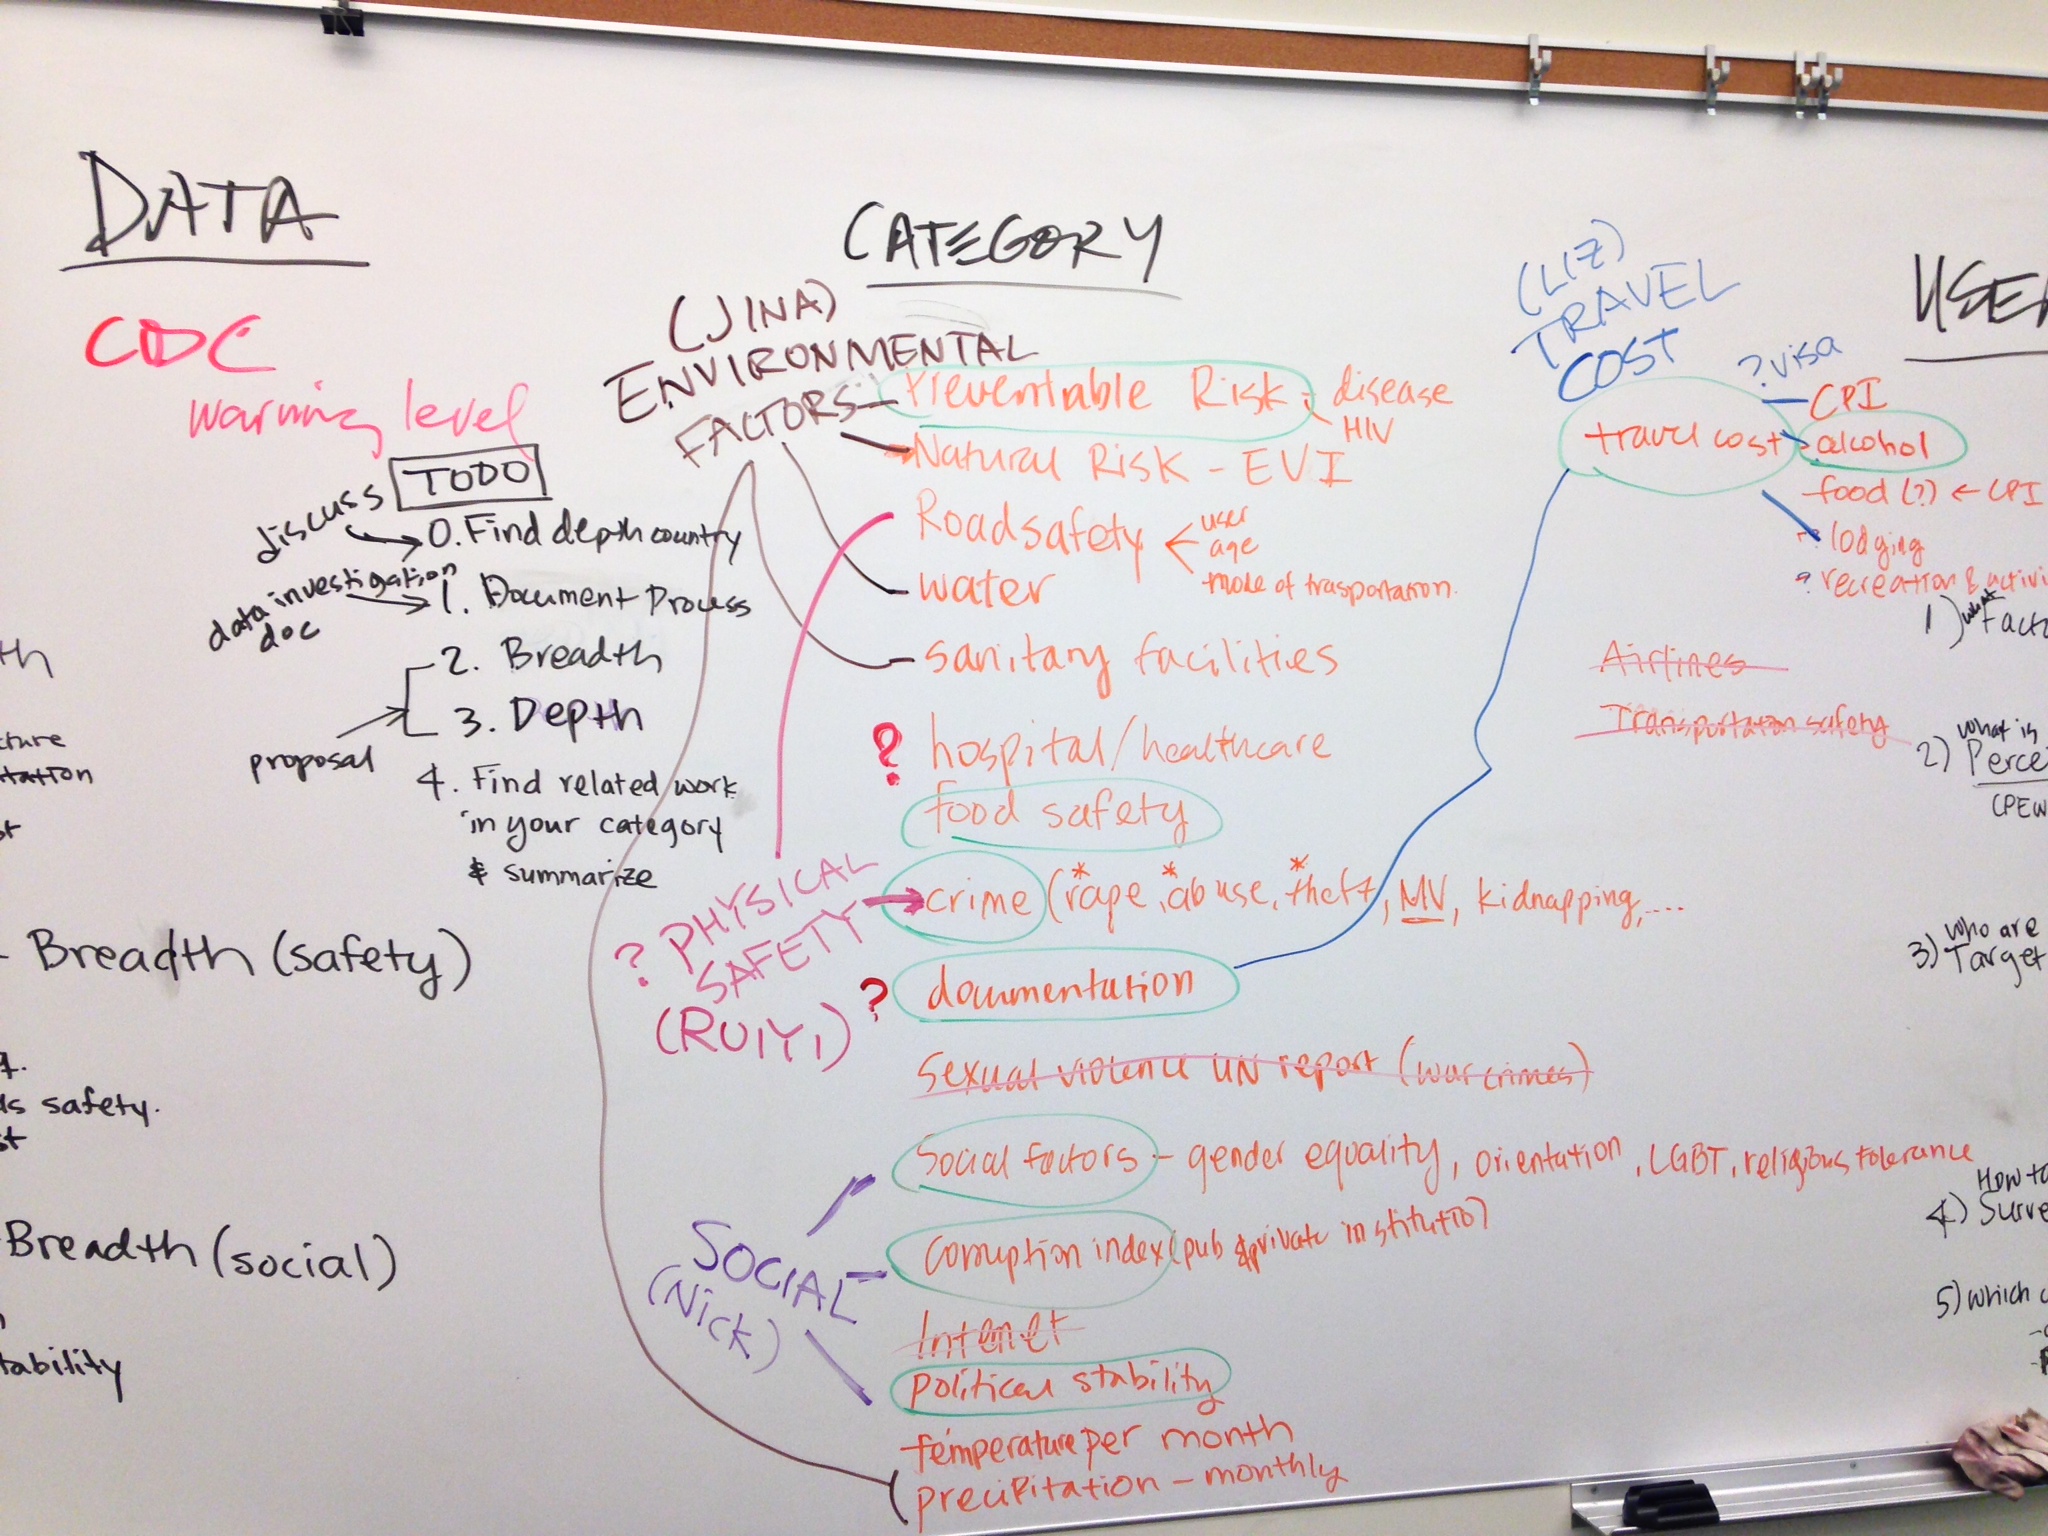 DATA
CDC
warning level
TODO
discuss
0. Find depth country
data investigation
doc
1. Document Process
2. Breadth
3. Depth
proposal
4. Find related work
in your category
& summarize
th
cture
tation
st
- Breadth (safety)
safety.
st
Breadth (social)
tability
CATEGORY
(JINA)
ENVIRONMENTAL
FACTORS
Preventable Risk - disease
HIV
Natural Risk - EVI
Road safety
user
age
mode of trasportation.
water
sanitary facilities
? hospital/healthcare
food safety
? PHYSICAL
SAFETY
(RUIYI)
crime (*rape, *abuse, *theft, MV, kidnapping, ....
? documentation
Sexual violence UN report (war crimes)
Social factors - gender equality, orientation, LGBT, religious tolerance
SOCIAL
(Nick)
Corruption index (pub & private institutio)
Internet
political stability
temperature per month
precipitation - monthly
(LIZ)
TRAVEL
COST
? visa
travel cost
CPI
alcohol
food (?) ← CPI
? lodging
? recreation & activi
Airlines
Transportation safety
USE
1) what
Facto
2) what is
Perce
(PEW
3) who are
Target
4) How to
Surve
5) which